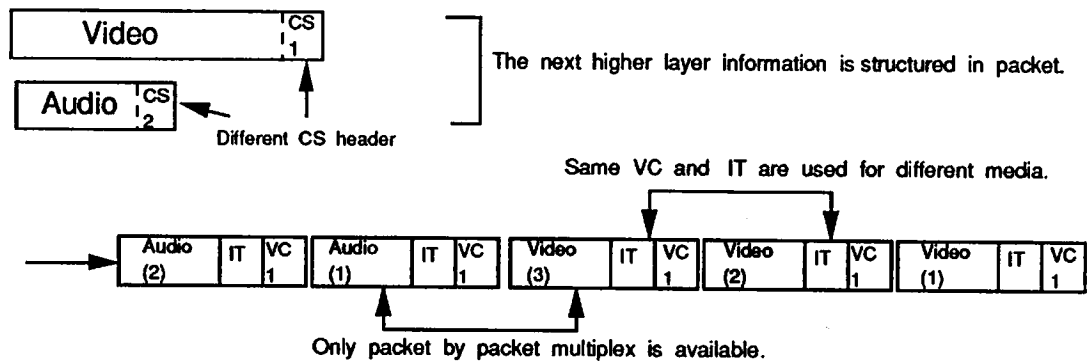 Video CS 1
The next higher layer information is structured in packet.
Audio CS 2
Different CS header
Same VC and IT are used for different media.
Audio (2) IT VC 1 Audio (1) IT VC 1 Video (3) IT VC 1 Video (2) IT VC 1 Video (1) IT VC 1
Only packet by packet multiplex is available.